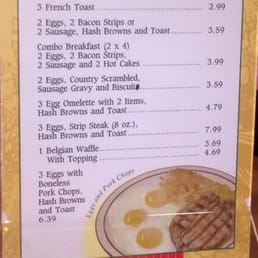 3 French Toast 2.99
2 Eggs, 2 Bacon Strips or
2 Sausage, Hash Browns and Toast 3.59
Combo Breakfast (2 x 4)
2 Eggs, 2 Bacon Strips,
2 Sausage and 2 Hot Cakes 3.99
2 Eggs, Country Scrambled,
Sausage Gravy and Biscuit 3.59
3 Egg Omelette with 2 Items,
Hash Browns and Toast 4.79
3 Eggs, Strip Steak (8 oz.),
Hash Browns and Toast 7.99
1 Belgian Waffle 3.69
With Topping 4.69
3 Eggs with
Boneless
Pork Chops,
Hash Browns
and Toast
6.39
Eggs and Pork Chops